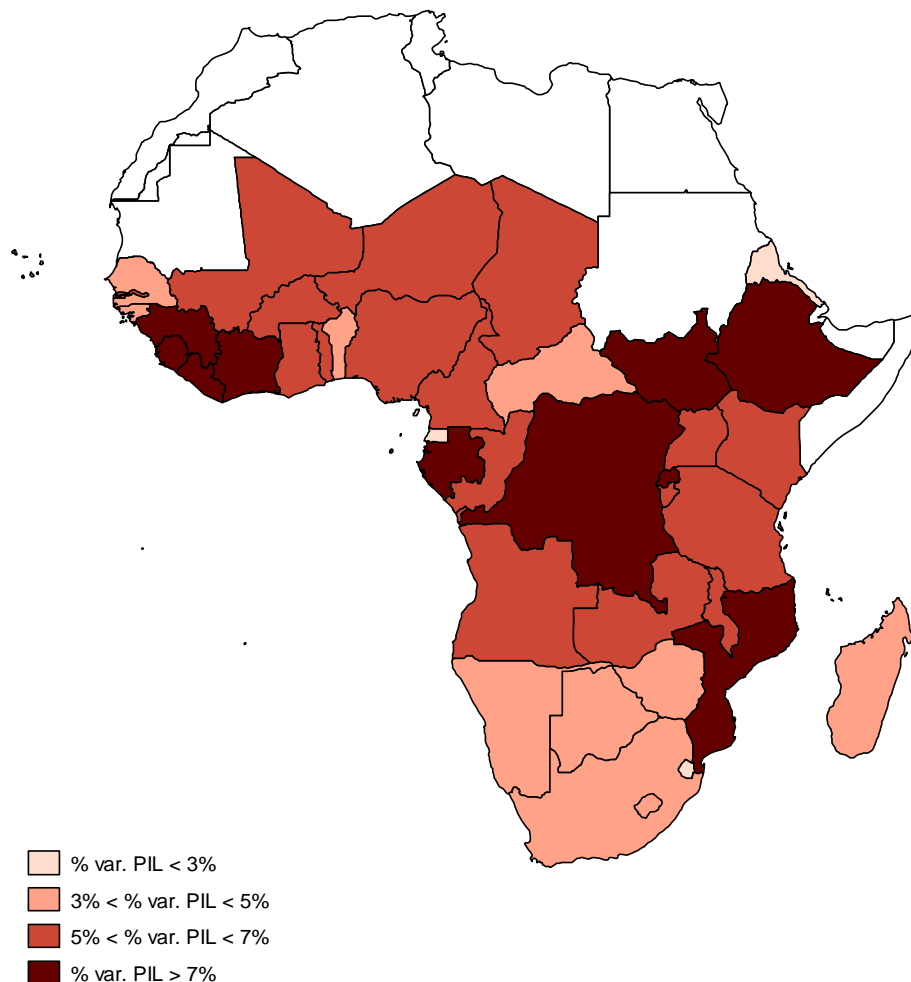 % var. PIL < 3%
3% < % var. PIL < 5%
5% < % var. PIL < 7%
% var. PIL > 7%